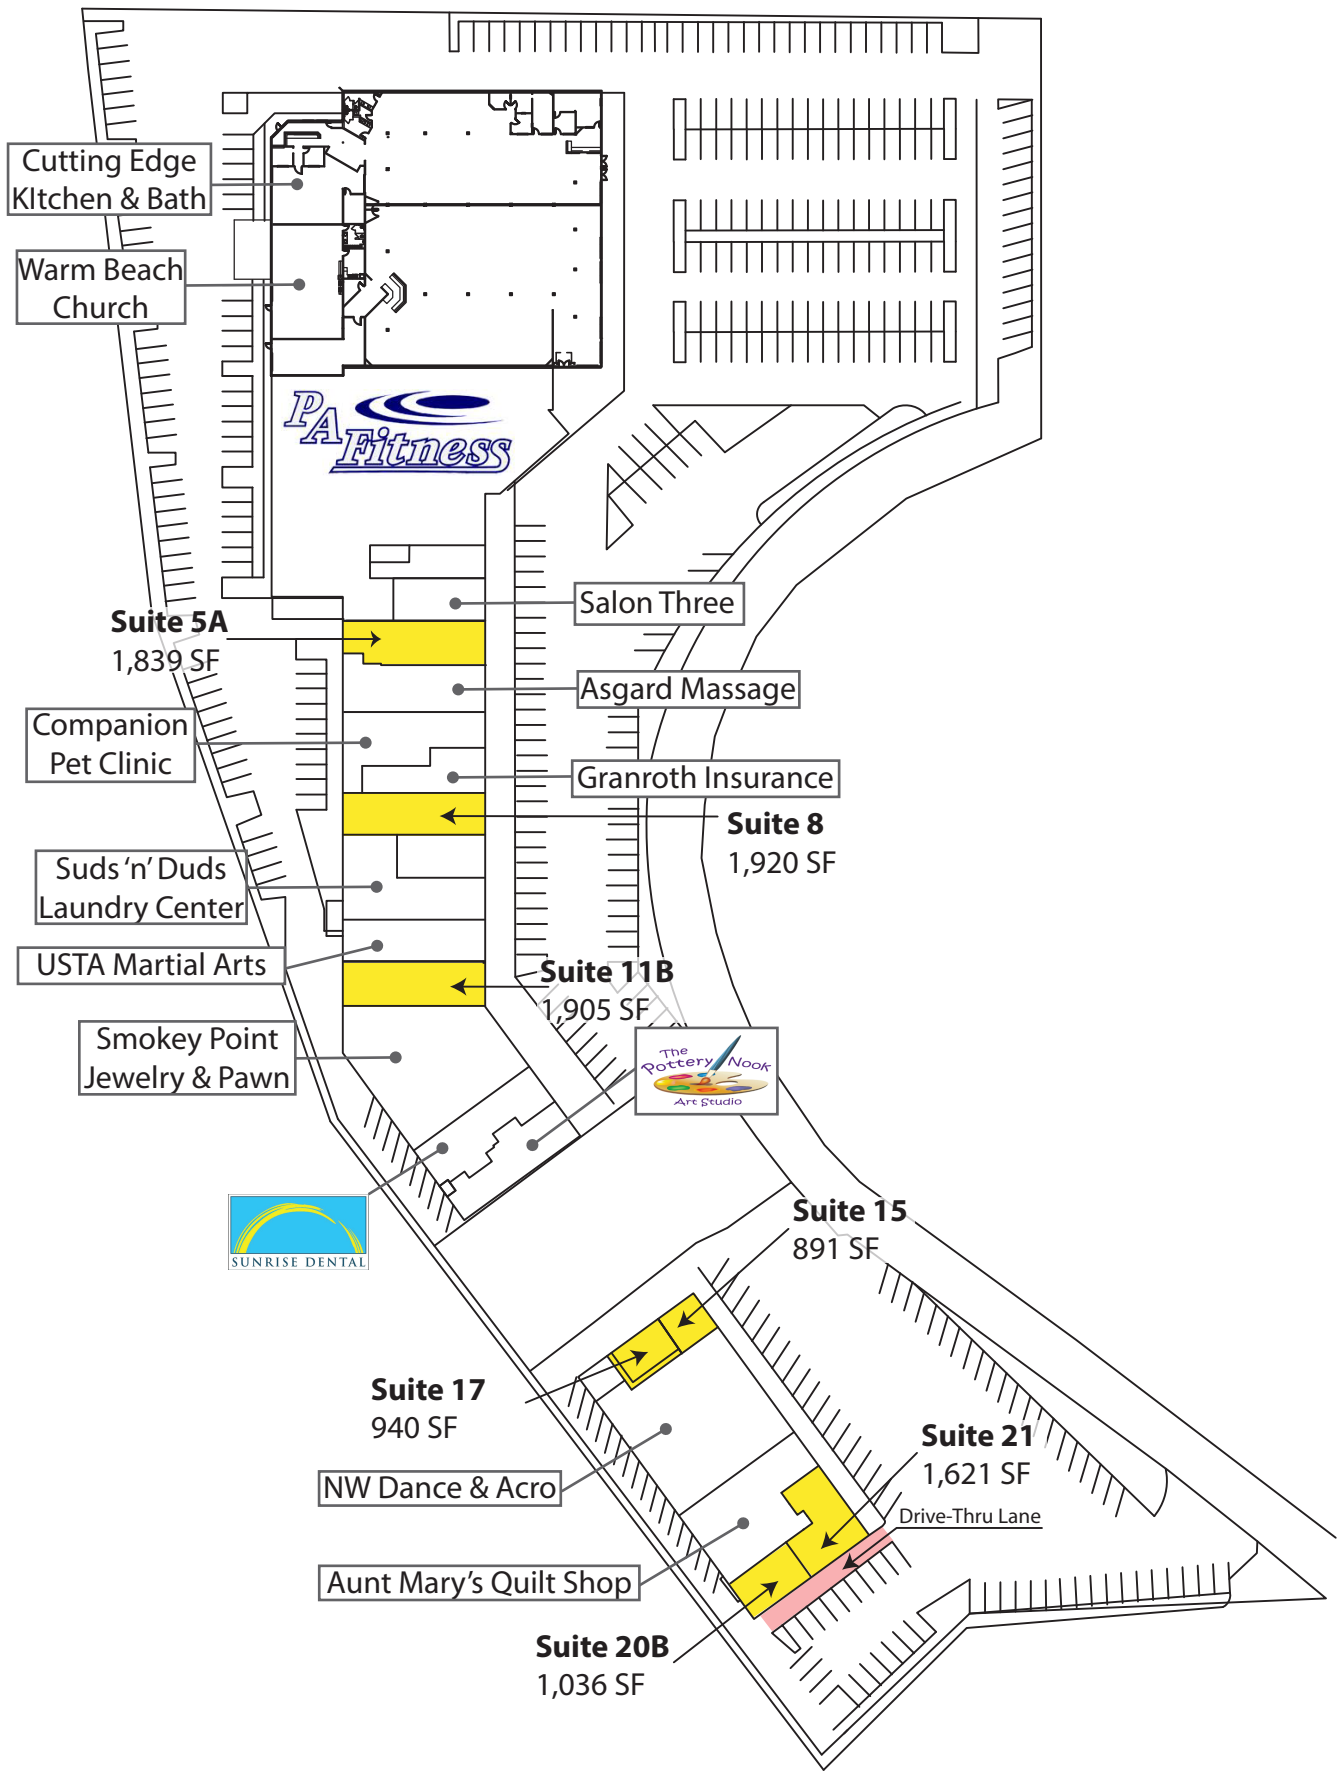 Cutting Edge
KItchen & Bath
Warm Beach
Church
PA Fitness
Salon Three
Suite 5A
1,839 SF
Asgard Massage
Companion
Pet Clinic
Granroth Insurance
Suite 8
1,920 SF
Suds ‘n’ Duds
Laundry Center
USTA Martial Arts
Suite 11B
1,905 SF
Smokey Point
Jewelry & Pawn
The
Pottery Nook
Art Studio
SUNRISE DENTAL
Suite 15
891 SF
Suite 17
940 SF
Suite 21
1,621 SF
NW Dance & Acro
Drive-Thru Lane
Aunt Mary’s Quilt Shop
Suite 20B
1,036 SF